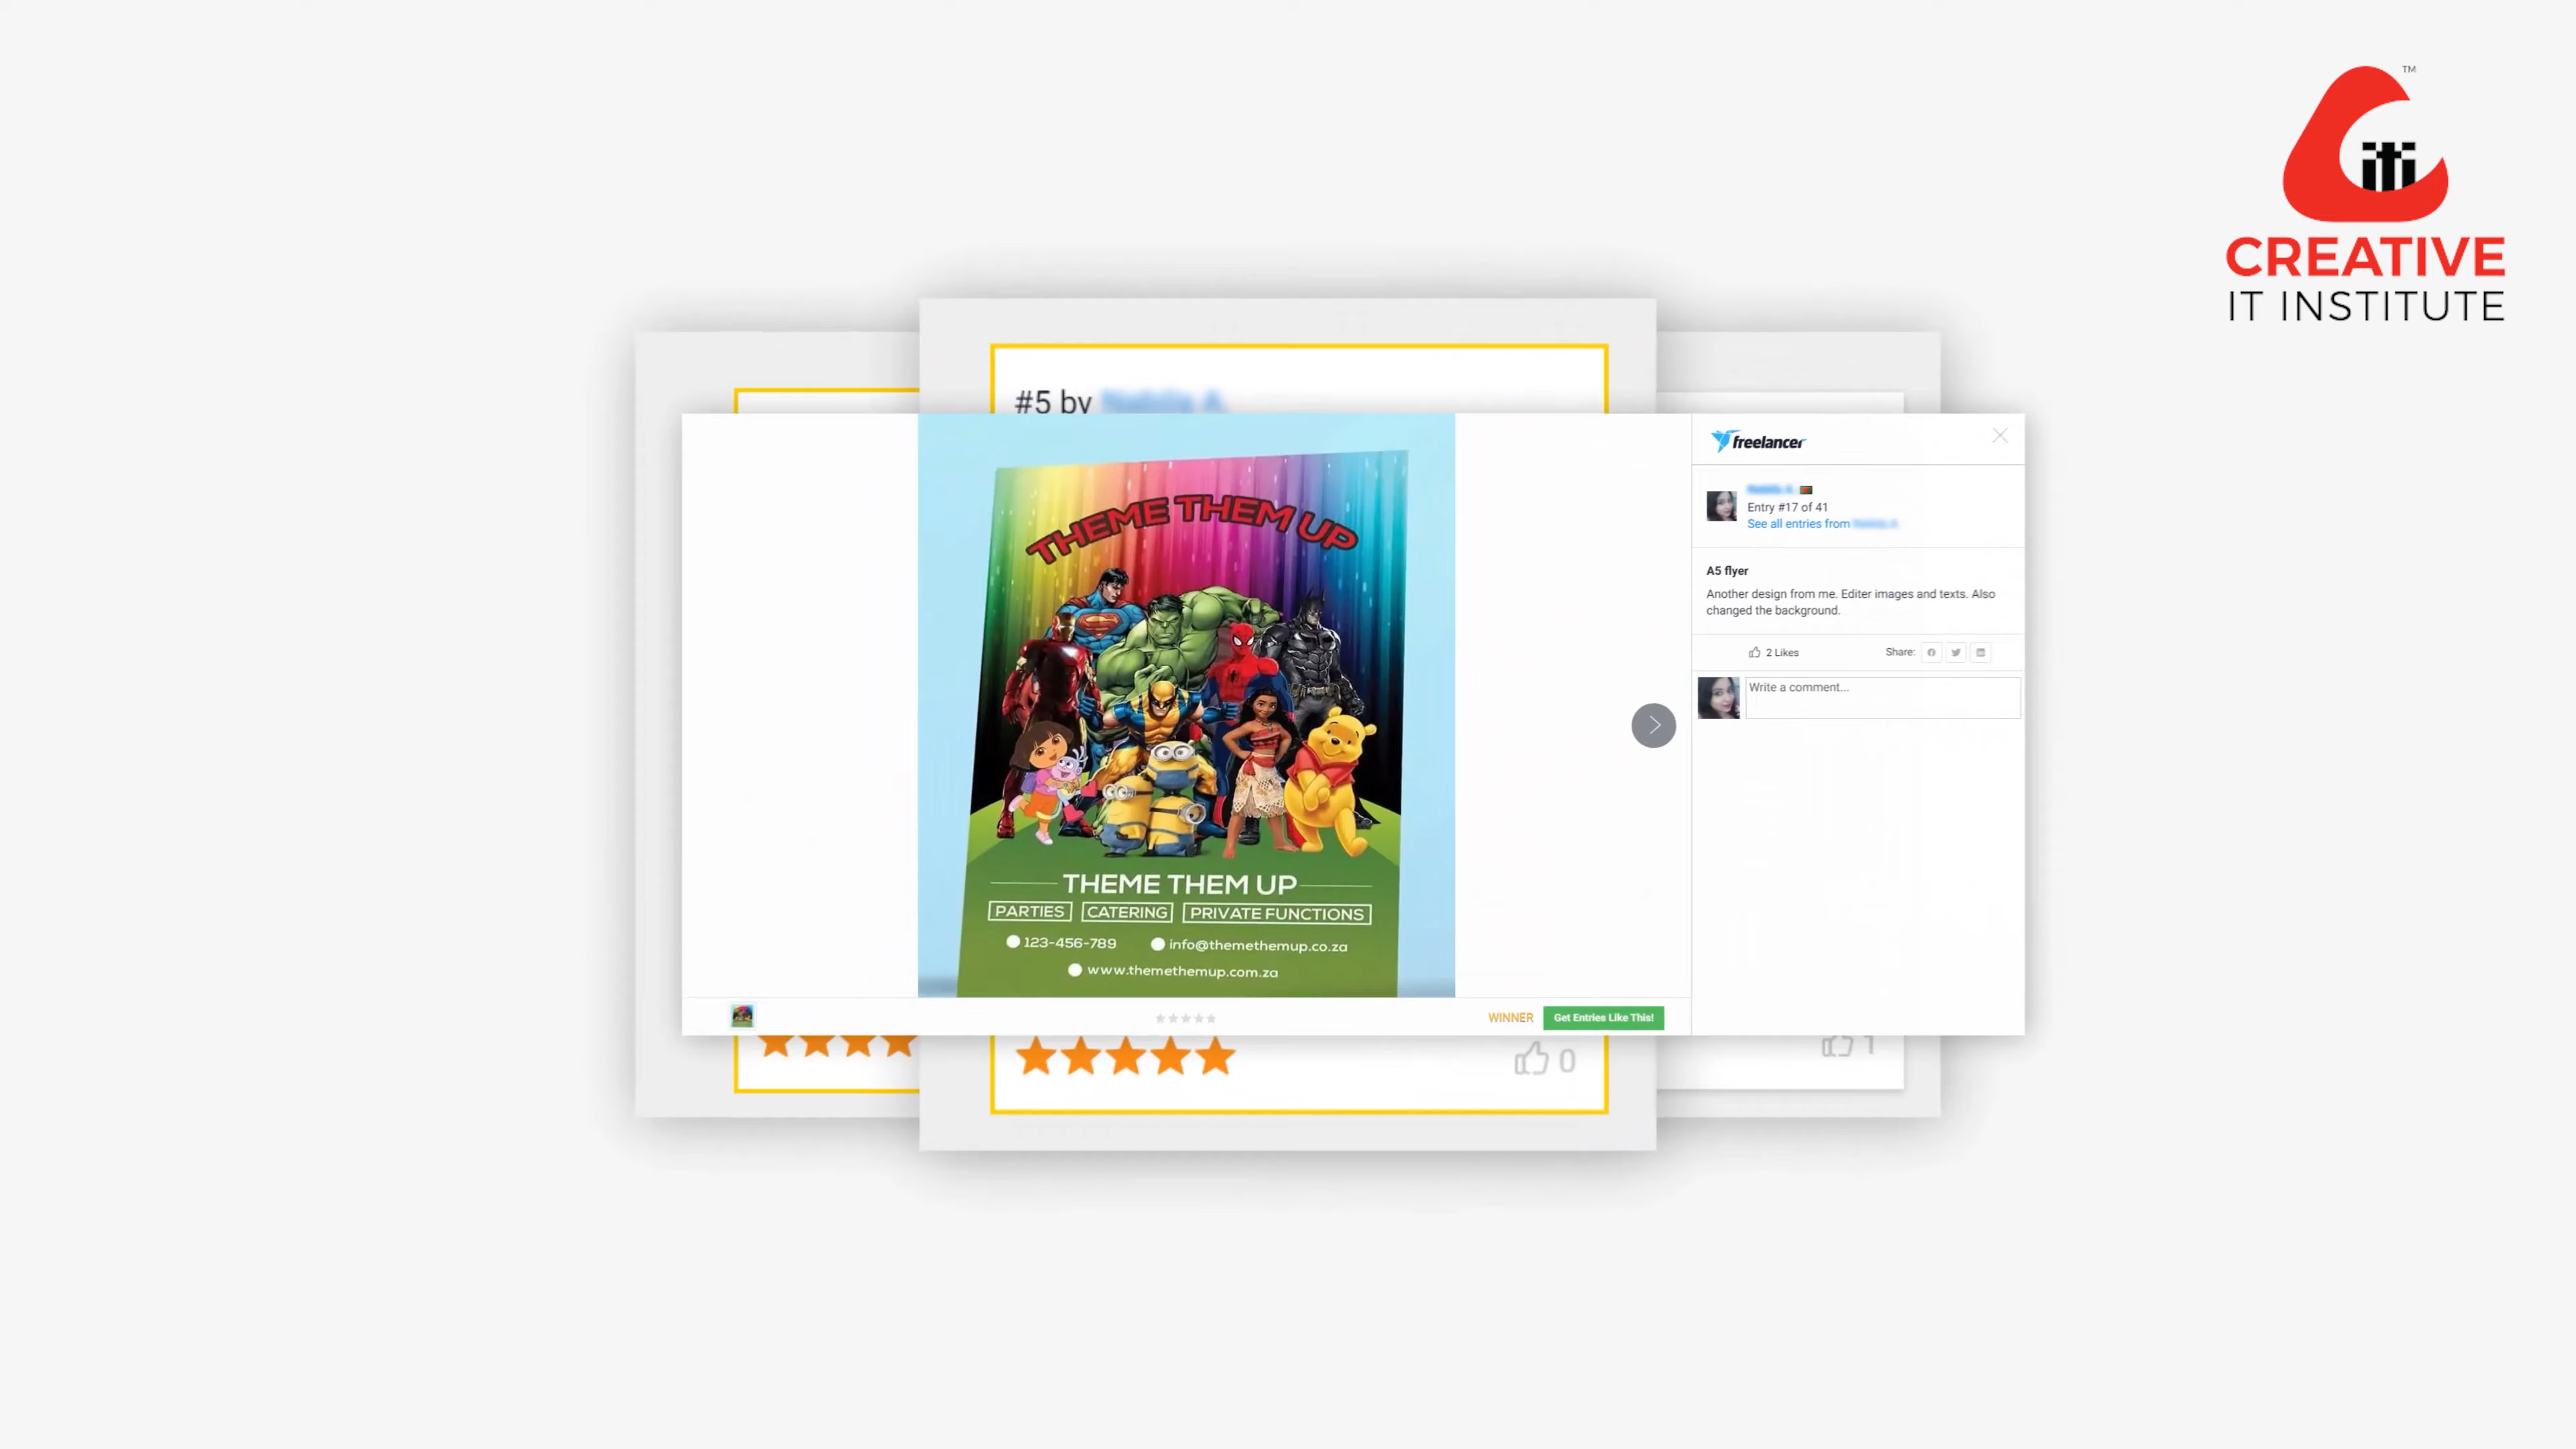 TM
iti
CREATIVE
IT INSTITUTE
#5 by
freelancer
Entry #17 of 41
See all entries from
A5 flyer
Another design from me. Editer images and texts. Also
changed the background.
2 Likes
Share:
Write a comment...
THEME THEM UP
THEME THEM UP
PARTIES CATERING PRIVATE FUNCTIONS
123-456-789 info@themethemup.co.za
www.themethemup.com.za
WINNER Get Entries Like This!
0
1